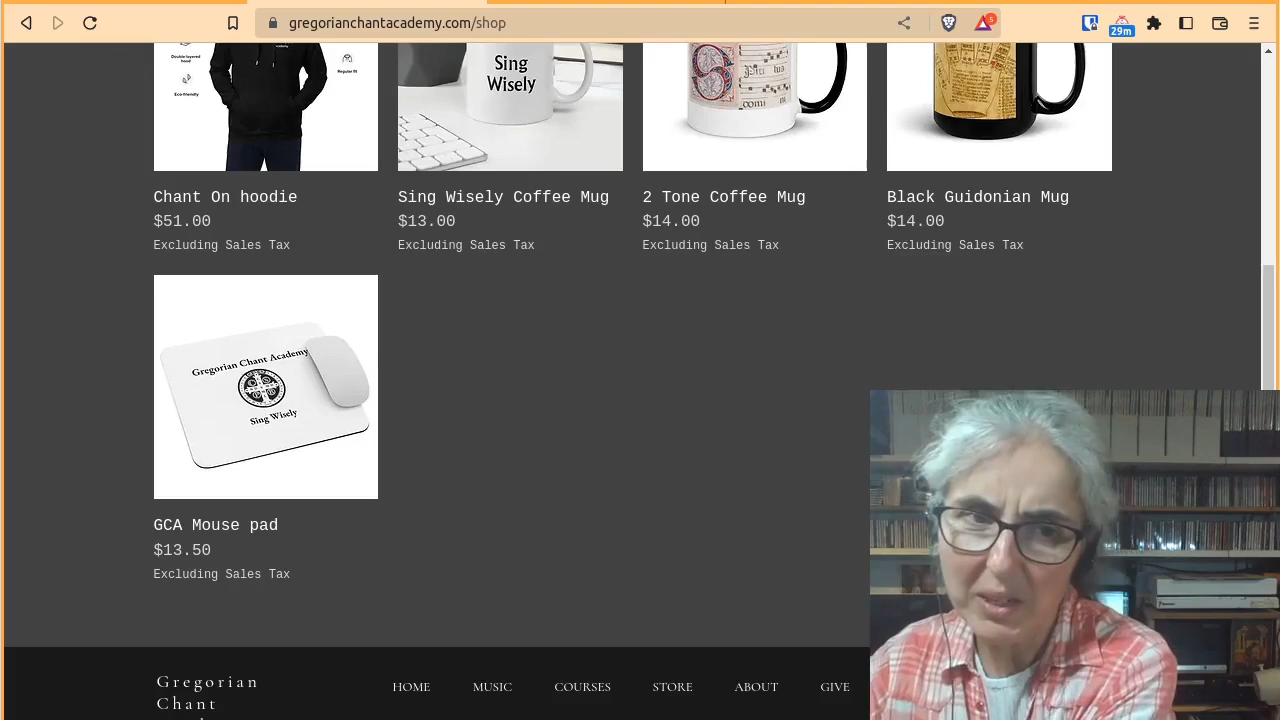 gregorianchantacademy.com/shop
5
29m
Double layered
hood
Regular fit
Eco-friendly
Sing
Wisely
Chant On hoodie
$51.00
Excluding Sales Tax
Sing Wisely Coffee Mug
$13.00
Excluding Sales Tax
2 Tone Coffee Mug
$14.00
Excluding Sales Tax
Black Guidonian Mug
$14.00
Excluding Sales Tax
Gregorian Chant Academy
Sing Wisely
GCA Mouse pad
$13.50
Excluding Sales Tax
Gregorian
Chant
HOME MUSIC COURSES STORE ABOUT GIVE